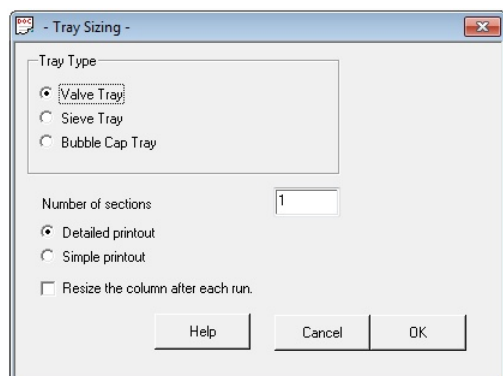 DOC
- Tray Sizing -
Tray Type
Valve Tray
Sieve Tray
Bubble Cap Tray
Number of sections 1
Detailed printout
Simple printout
Resize the column after each run.
Help Cancel OK